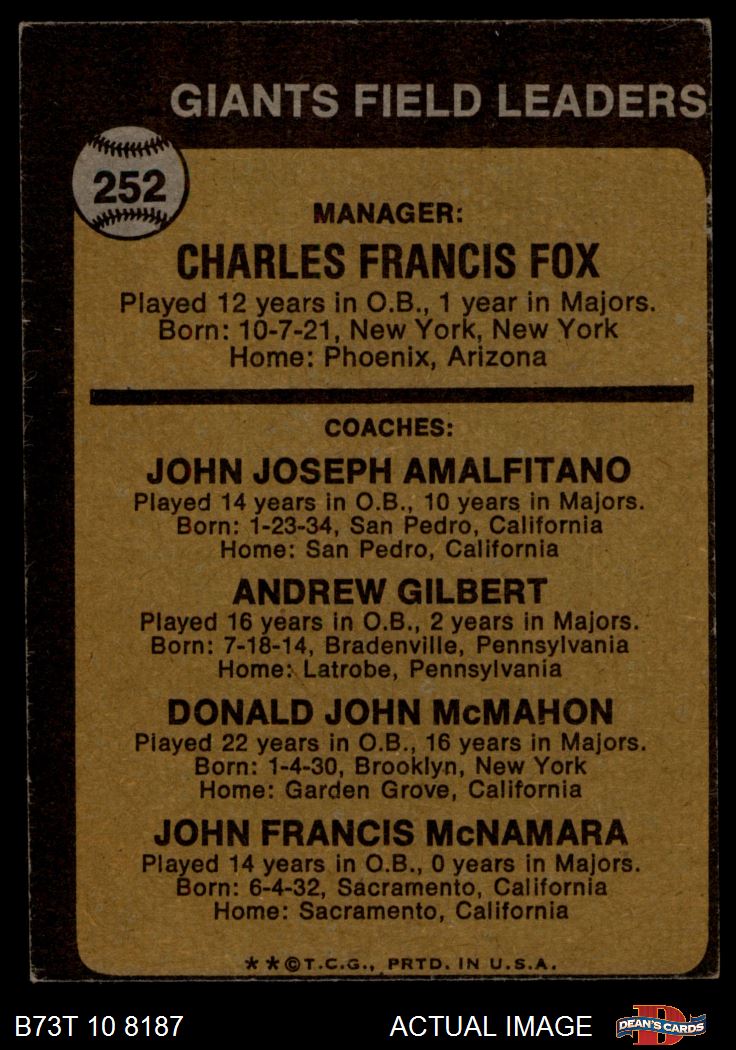 GIANTS FIELD LEADERS
252
MANAGER:
CHARLES FRANCIS FOX
Played 12 years in O.B., 1 year in Majors.
Born: 10-7-21, New York, New York
Home: Phoenix, Arizona
COACHES:
JOHN JOSEPH AMALFITANO
Played 14 years in O.B., 10 years in Majors.
Born: 1-23-34, San Pedro, California
Home: San Pedro, California
ANDREW GILBERT
Played 16 years in O.B., 2 years in Majors.
Born: 7-18-14, Bradenville, Pennsylvania
Home: Latrobe, Pennsylvania
DONALD JOHN McMAHON
Played 22 years in O.B., 16 years in Majors.
Born: 1-4-30, Brooklyn, New York
Home: Garden Grove, California
JOHN FRANCIS McNAMARA
Played 14 years in O.B., 0 years in Majors.
Born: 6-4-32, Sacramento, California
Home: Sacramento, California
**©T.C.G., PRTD. IN U.S.A.
B73T 10 8187 ACTUAL IMAGE D DEAN'S CARDS